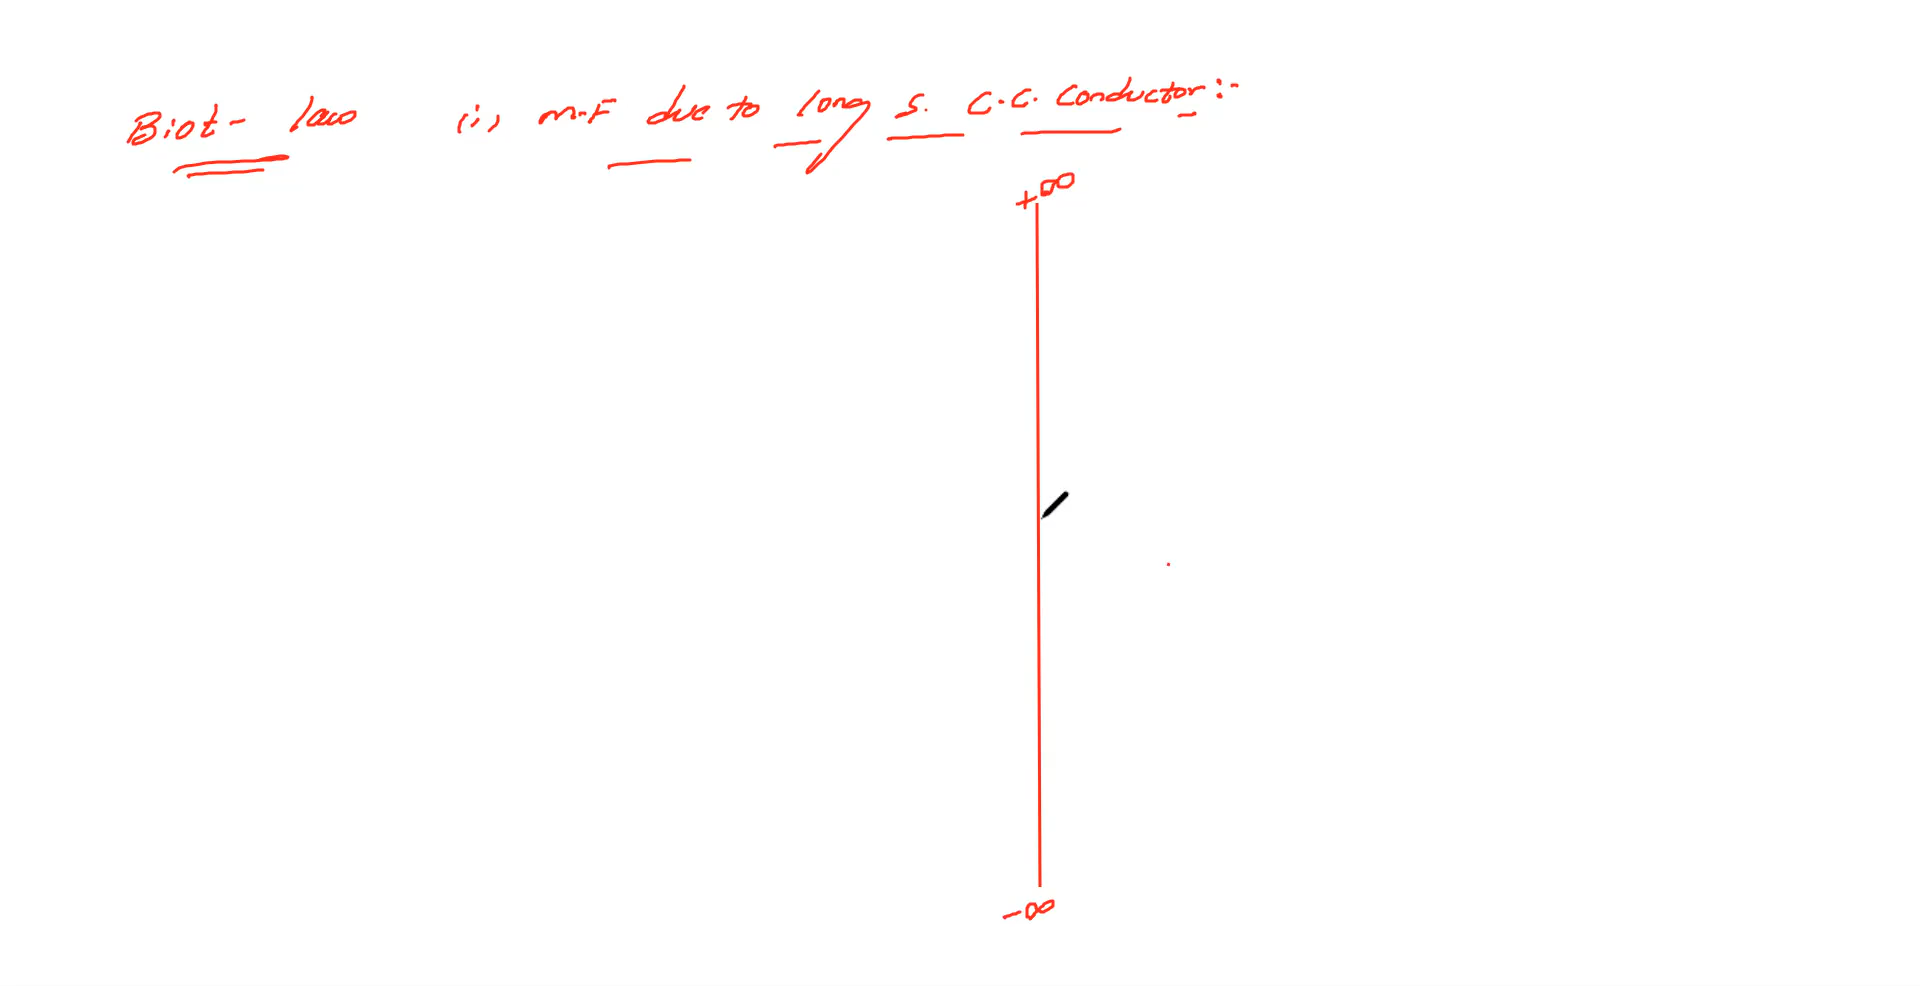 Biot- law (i) M.F due to long S. C.C. Conductor:-
+∞
-∞